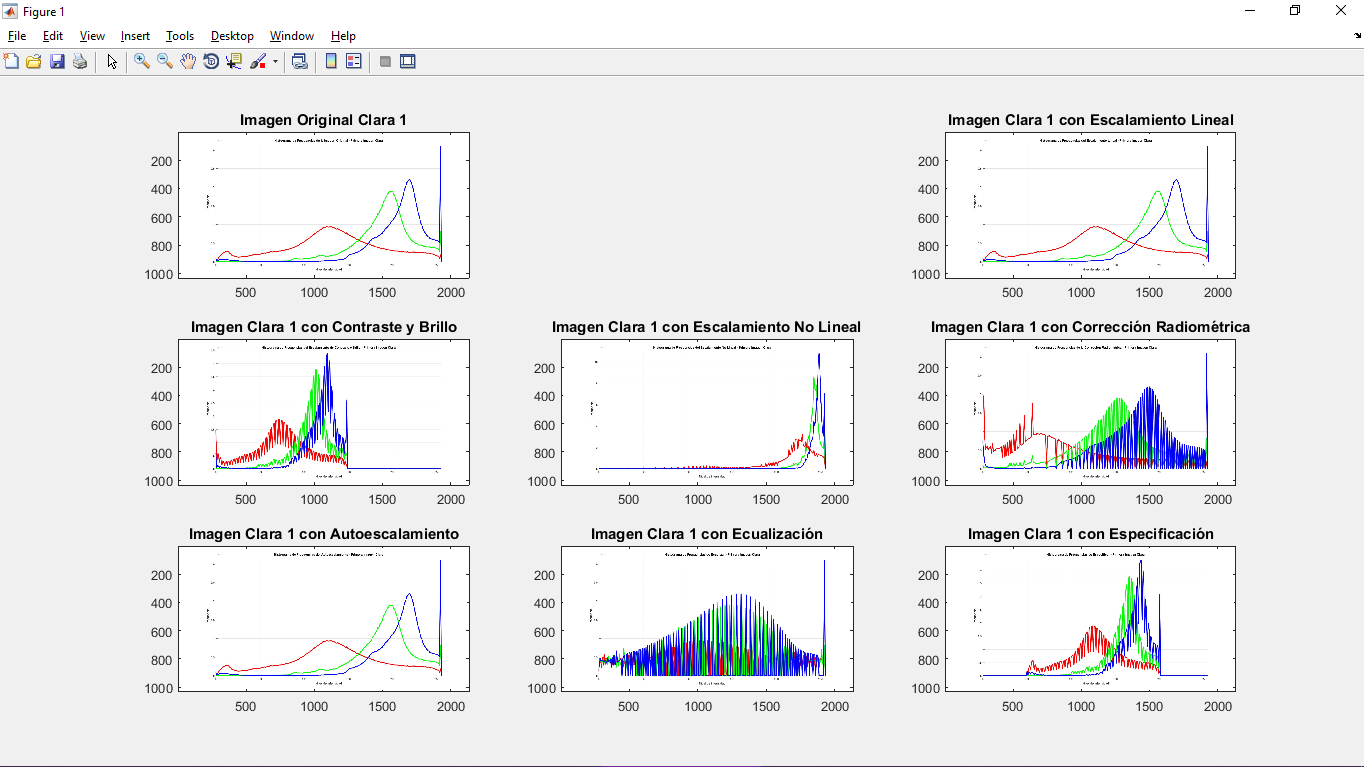 Figure 1
File Edit View Insert Tools Desktop Window Help
Imagen Original Clara 1
200
400
600
800
1000
500 1000 1500 2000
Imagen Clara 1 con Escalamiento Lineal
200
400
600
800
1000
500 1000 1500 2000
Imagen Clara 1 con Contraste y Brillo
200
400
600
800
1000
500 1000 1500 2000
Imagen Clara 1 con Escalamiento No Lineal
200
400
600
800
1000
500 1000 1500 2000
Imagen Clara 1 con Corrección Radiométrica
200
400
600
800
1000
500 1000 1500 2000
Imagen Clara 1 con Autoescalamiento
200
400
600
800
1000
500 1000 1500 2000
Imagen Clara 1 con Ecualización
200
400
600
800
1000
500 1000 1500 2000
Imagen Clara 1 con Especificación
200
400
600
800
1000
500 1000 1500 2000